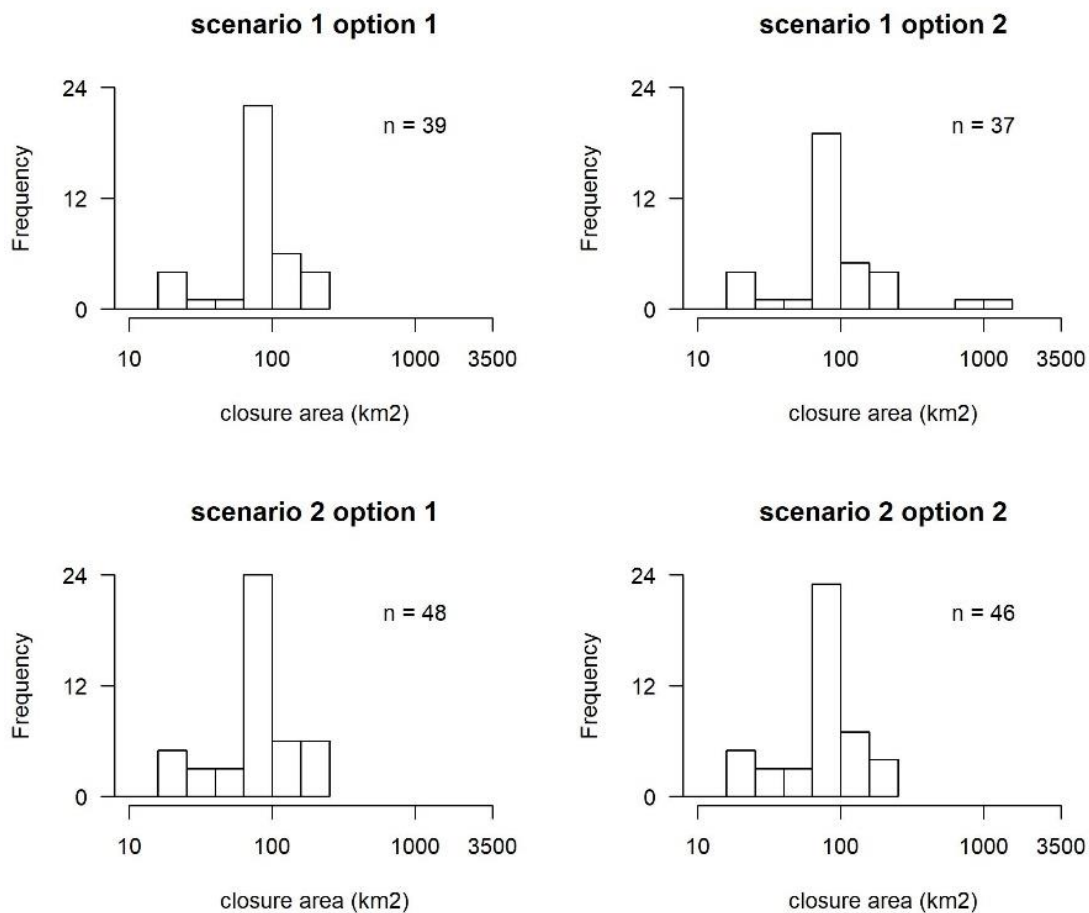 scenario 1 option 1
24
12
0
Frequency
n = 39
10 100 1000 3500
closure area (km2)
scenario 1 option 2
24
12
0
Frequency
n = 37
10 100 1000 3500
closure area (km2)
scenario 2 option 1
24
12
0
Frequency
n = 48
10 100 1000 3500
closure area (km2)
scenario 2 option 2
24
12
0
Frequency
n = 46
10 100 1000 3500
closure area (km2)